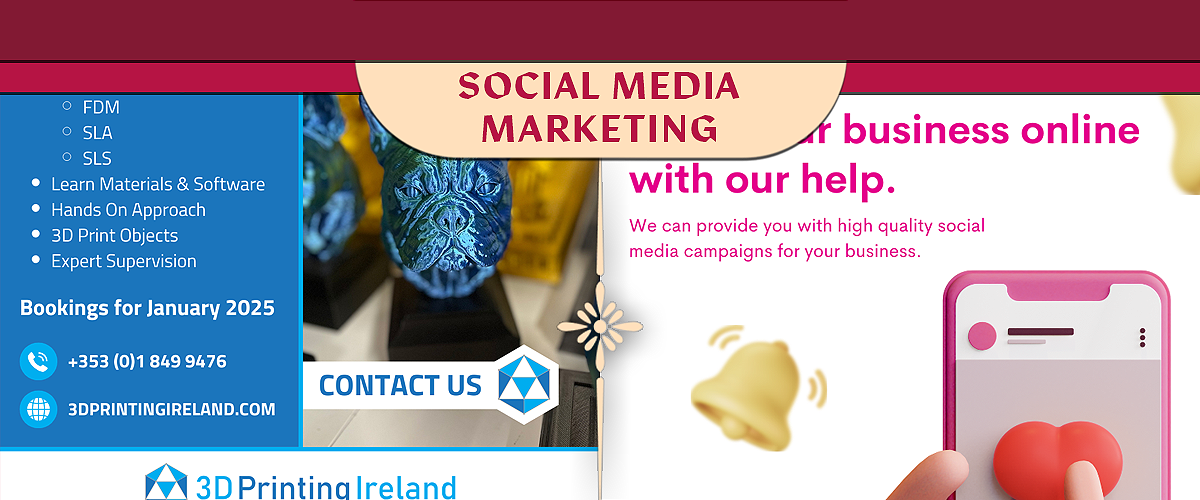 SOCIAL MEDIA
MARKETING
FDM
SLA
SLS
Learn Materials & Software
Hands On Approach
3D Print Objects
Expert Supervision
Bookings for January 2025
+353 (0)1 849 9476
3DPRINTINGIRELAND.COM
CONTACT US
3D Printing Ireland
business online
with our help.
We can provide you with high quality social
media campaigns for your business.